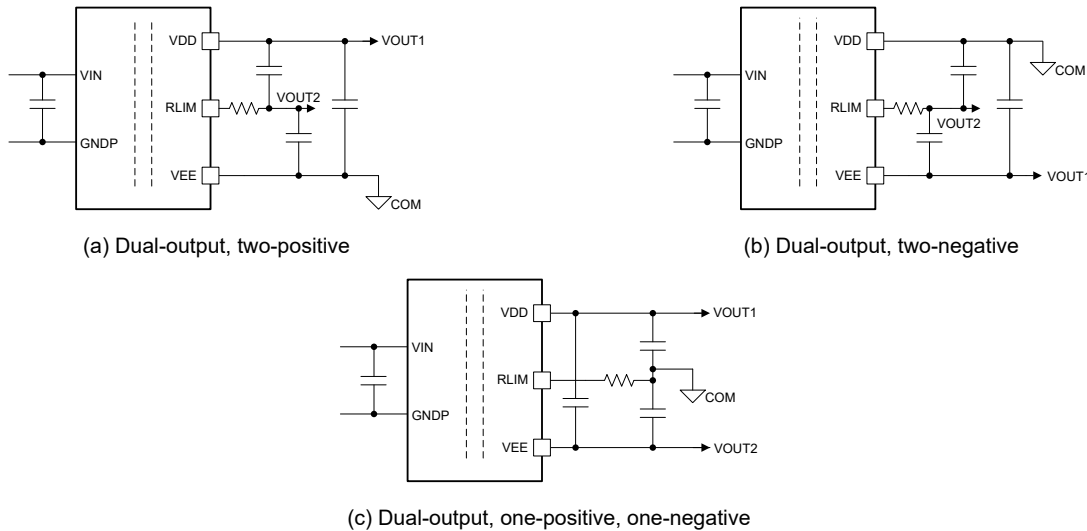 VDD
VOUT1
VIN
RLIM
VOUT2
GNDP
VEE
COM
(a) Dual-output, two-positive
VDD
COM
VIN
RLIM
VOUT2
GNDP
VEE
VOUT1
(b) Dual-output, two-negative
VDD
VOUT1
VIN
RLIM
COM
GNDP
VEE
VOUT2
(c) Dual-output, one-positive, one-negative